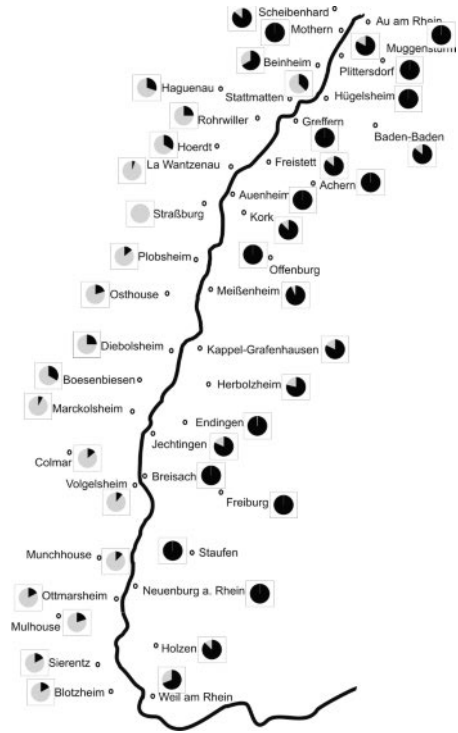 Scheibenhard
Au am Rhein
Mothern
Muggensturm
Beinheim
Plittersdorf
Haguenau
Stattmatten
Hügelsheim
Rohrwiller
Greffern
Baden-Baden
Hoerdt
La Wantzenau
Freistett
Achern
Auenheim
Straßburg
Kork
Plobsheim
Offenburg
Osthouse
Meißenheim
Diebolsheim
Kappel-Grafenhausen
Boesenbiesen
Herbolzheim
Marckolsheim
Endingen
Jechtingen
Colmar
Breisach
Volgelsheim
Freiburg
Munchhouse
Staufen
Ottmarsheim
Neuenburg a. Rhein
Mulhouse
Holzen
Sierentz
Blotzheim
Weil am Rhein